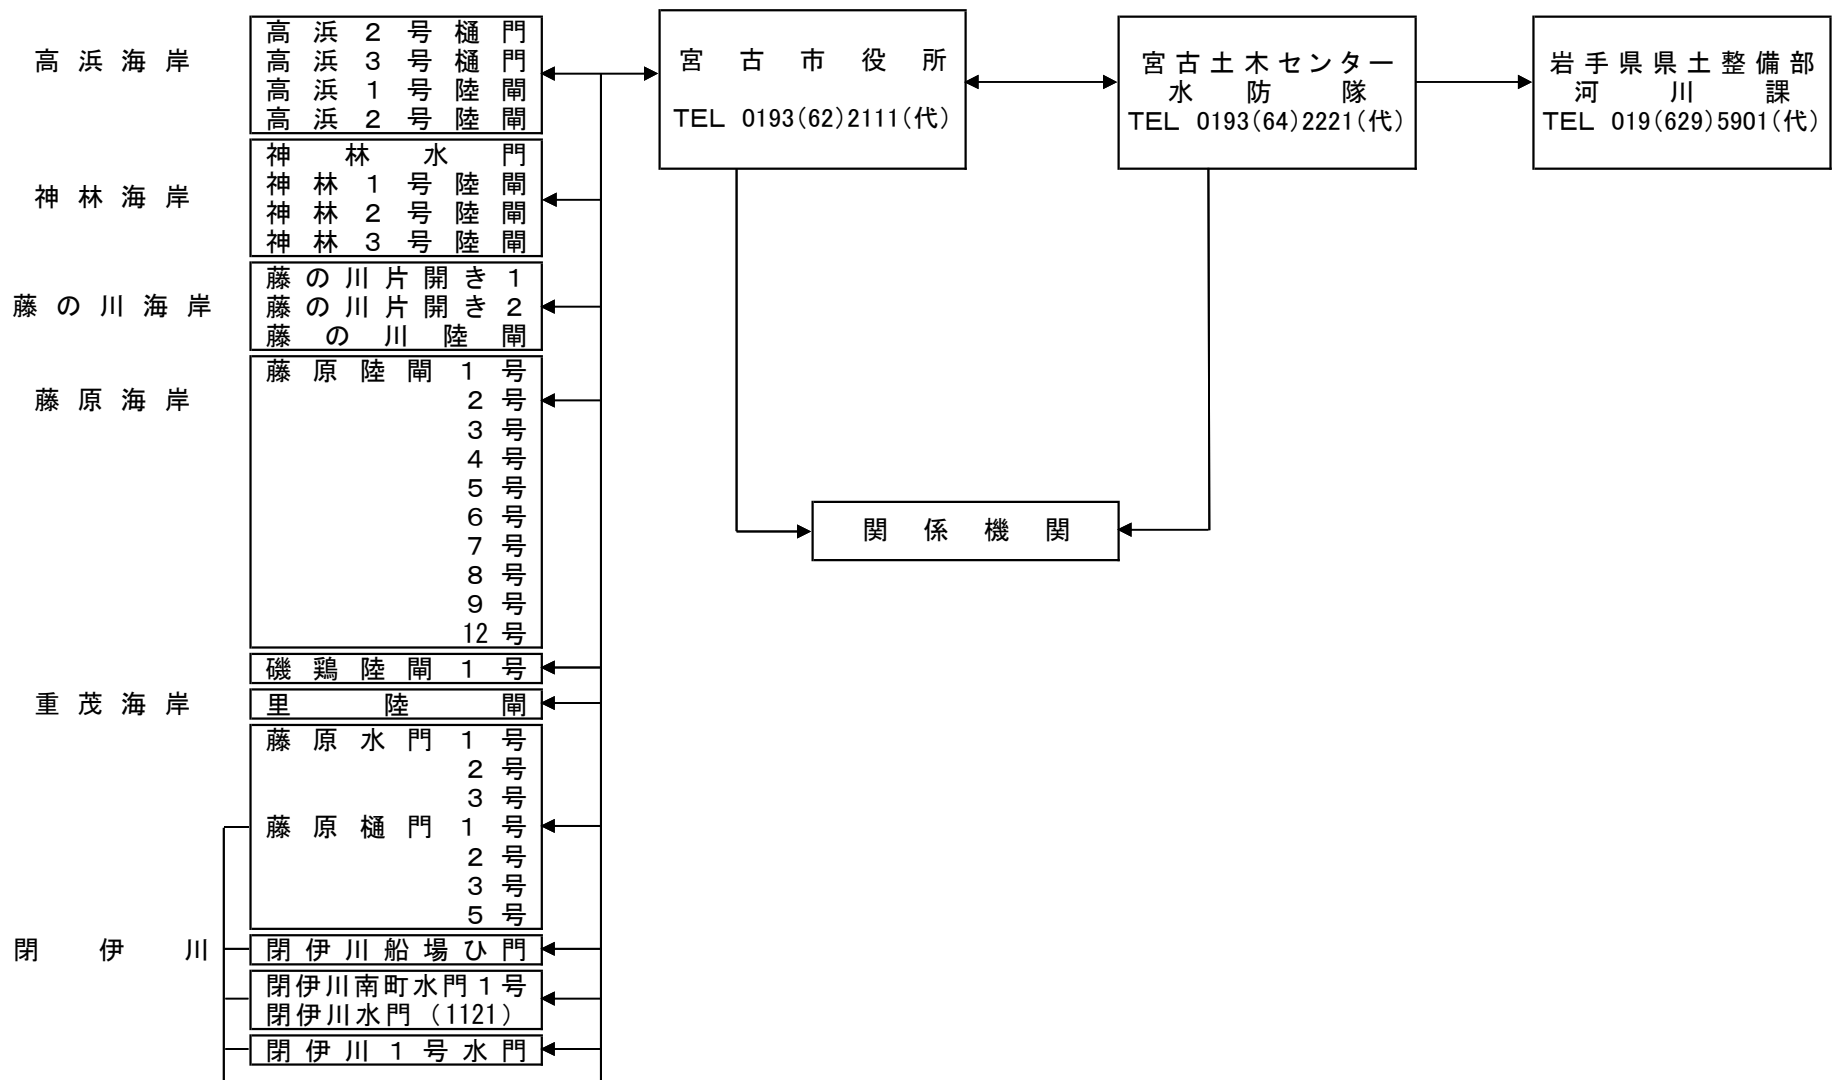 高浜海岸
高浜２号樋門
高浜３号樋門
高浜１号陸閘
高浜２号陸閘
宮古市役所
TEL 0193(62)2111(代)
宮古土木センター
水防隊
TEL 0193(64)2221(代)
岩手県県土整備部
河川課
TEL 019(629)5901(代)
神林海岸
神林水門
神林１号陸閘
神林２号陸閘
神林３号陸閘
藤の川海岸
藤の川片開き１
藤の川片開き２
藤の川陸閘
藤原海岸
藤原陸閘１号
２号
３号
４号
５号
６号
７号
８号
９号
12号
関係機関
磯鶏陸閘１号
重茂海岸
里陸閘
藤原水門１号
２号
３号
藤原樋門１号
２号
３号
５号
閉伊川
閉伊川船場ひ門
閉伊川南町水門１号
閉伊川水門（1121）
閉伊川１号水門